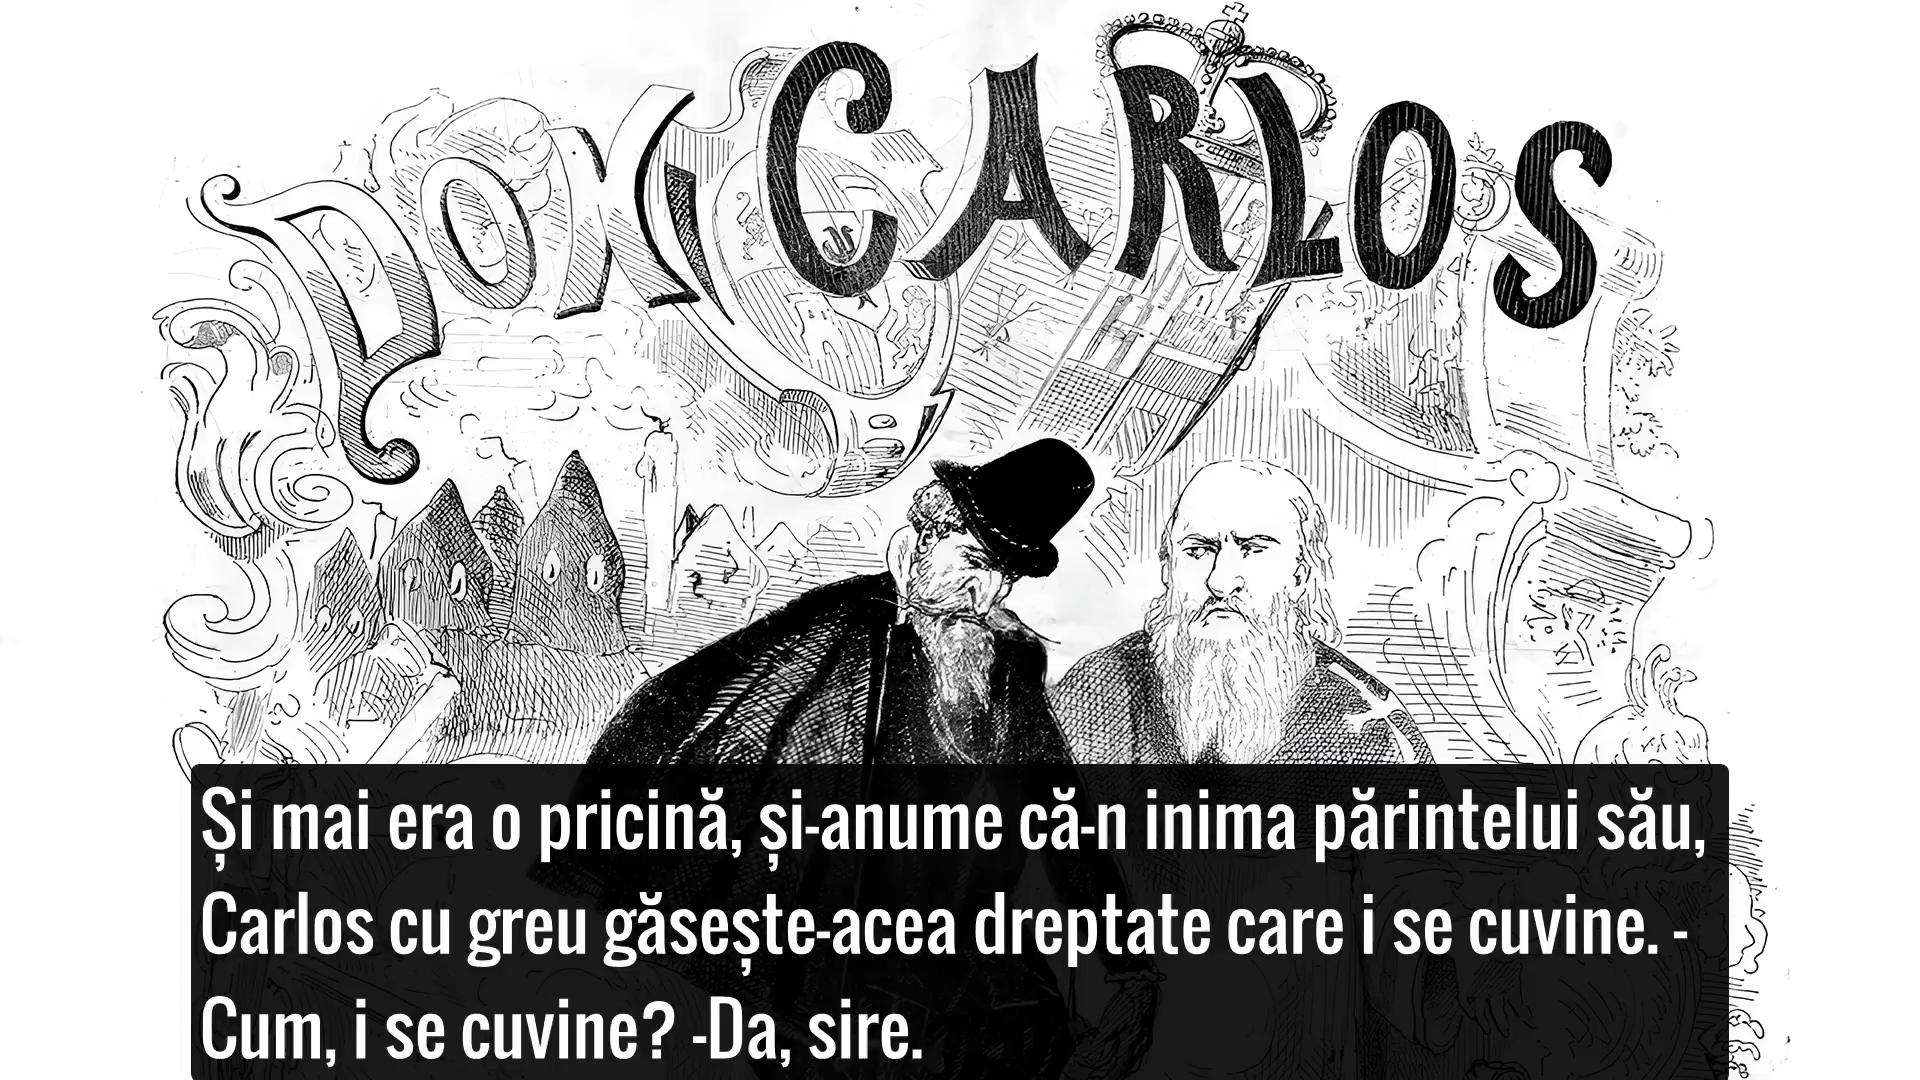 DON CARLOS
Și mai era o pricină, și-anume că-n inima părintelui său,
Carlos cu greu găsește-acea dreptate care i se cuvine. -
Cum, i se cuvine? -Da, sire.